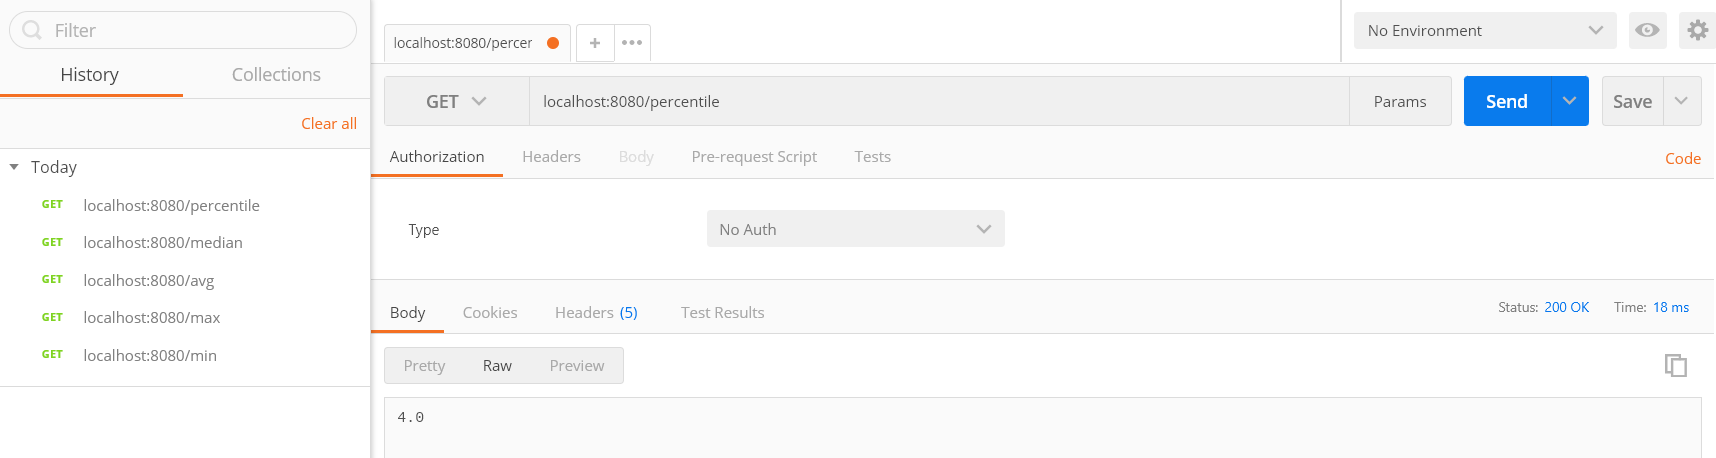 Filter
History Collections
Clear all
Today
GET localhost:8080/percentile
GET localhost:8080/median
GET localhost:8080/avg
GET localhost:8080/max
GET localhost:8080/min
localhost:8080/percer
No Environment
GET localhost:8080/percentile Params Send Save
Authorization Headers Body Pre-request Script Tests Code
Type No Auth
Body Cookies Headers (5) Test Results Status: 200 OK Time: 18 ms
Pretty Raw Preview
4.0